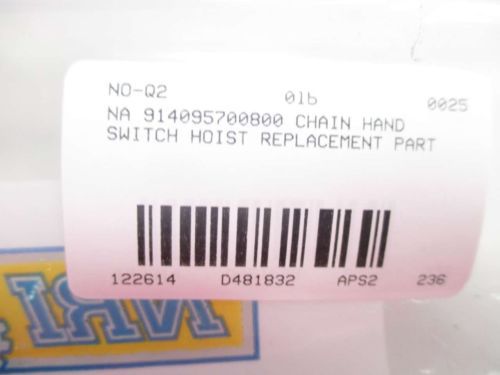 NO-Q2 01b 0025
NA 914095700800 CHAIN HAND
SWITCH HOIST REPLACEMENT PART
122614 D481832 APS2 236